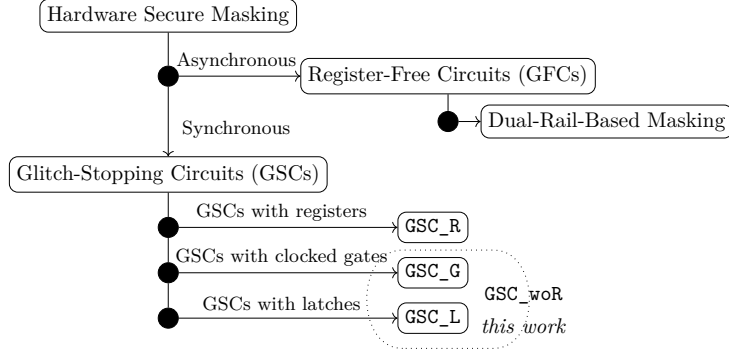 Hardware Secure Masking
Asynchronous
Register-Free Circuits (GFCs)
Dual-Rail-Based Masking
Synchronous
Glitch-Stopping Circuits (GSCs)
GSCs with registers
GSC_R
GSCs with clocked gates
GSC_G
GSC_woR
GSCs with latches
GSC_L
this work